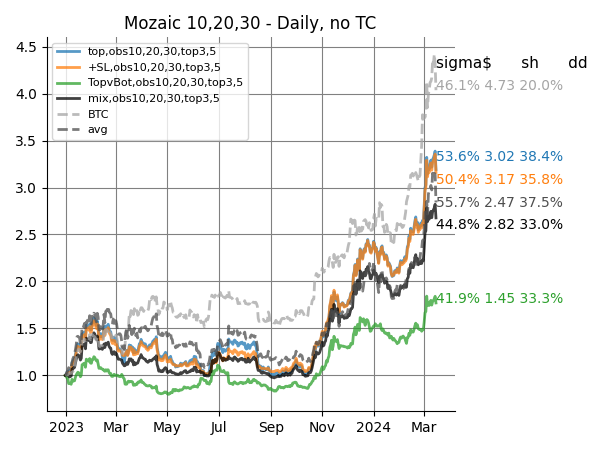 Mozaic 10,20,30 - Daily, no TC
top,obs10,20,30,top3,5
+SL,obs10,20,30,top3,5
TopvBot,obs10,20,30,top3,5
mix,obs10,20,30,top3,5
BTC
avg
sigma$ sh dd
46.1% 4.73 20.0%
53.6% 3.02 38.4%
50.4% 3.17 35.8%
55.7% 2.47 37.5%
44.8% 2.82 33.0%
41.9% 1.45 33.3%
4.5
4.0
3.5
3.0
2.5
2.0
1.5
1.0
2023 Mar May Jul Sep Nov 2024 Mar